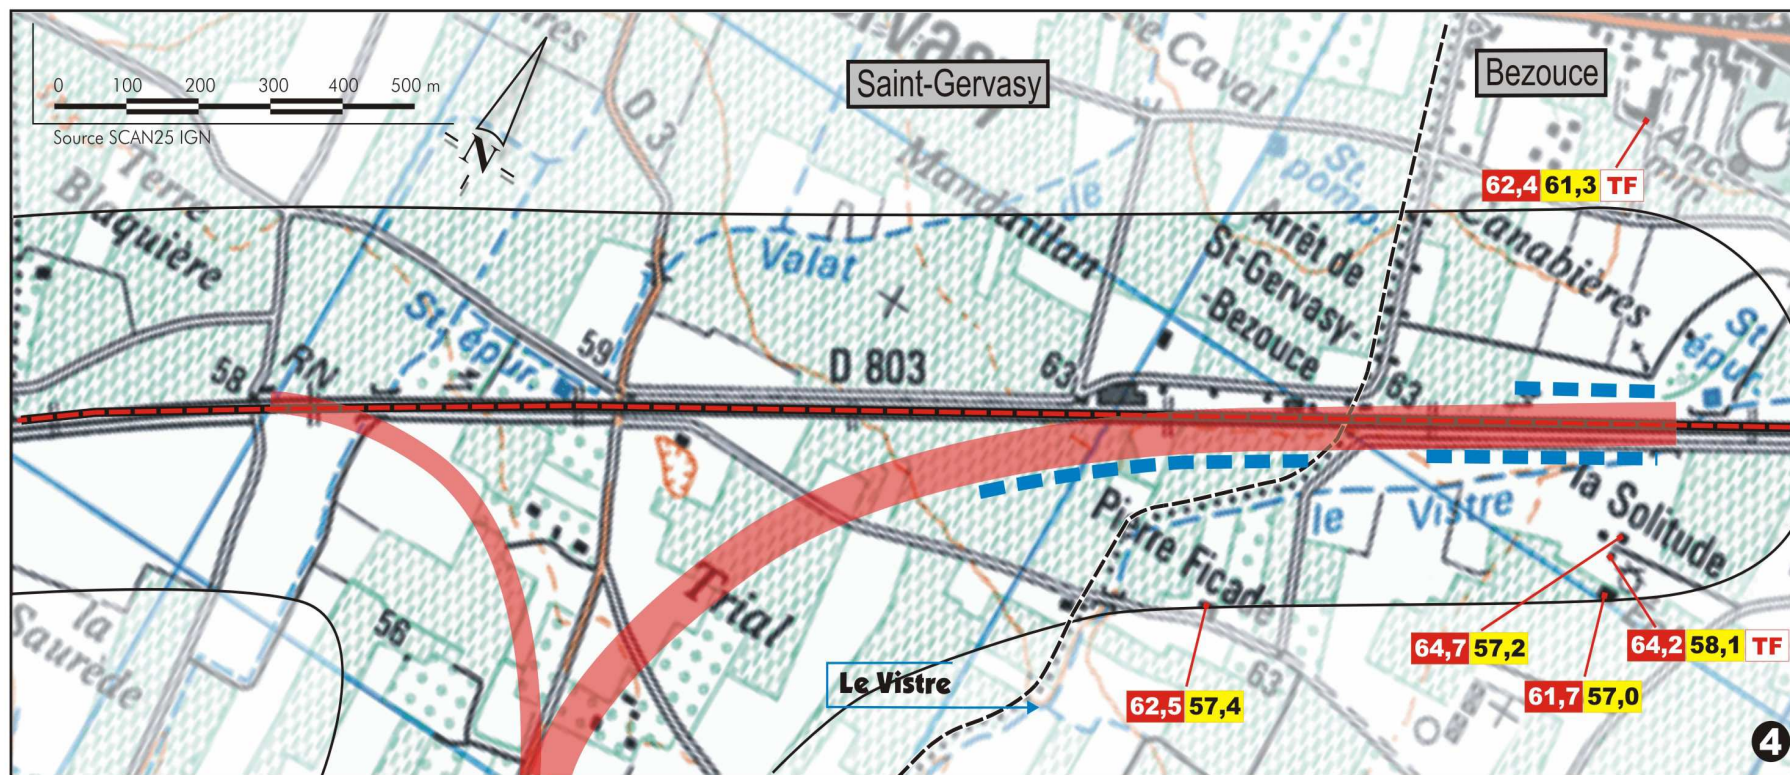 0 100 200 300 400 500 m
Source SCAN25 IGN
N
D 3
Saint-Gervasy
Bezouce
Caval
62,4 61,3 TF
Anc.
Terre
Blaquière
Mandaillan
de
Valat
St.
pomp.
Arrêt de
St-Gervasy-
-Bezouce
Canabières
St.
épur.
St. épur.
59
58
RN
D 803
63
63
la Solitude
le Vistre
Pierre Ficade
Trial
56
la
Saurède
Le Vistre
64,7 57,2
64,2 58,1 TF
61,7 57,0
62,5 57,4
63
4